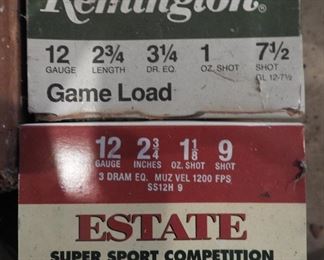 Remington®
12 2¾ 3¼ 1 7½
GAUGE LENGTH DR. EQ. OZ. SHOT SHOT
GL 12-7½
Game Load
12 2¾ 1⅛ 9
GAUGE INCHES OZ. SHOT SHOT
3 DRAM EQ. MUZ VEL 1200 FPS
SS12H 9
ESTATE
SUPER SPORT COMPETITION